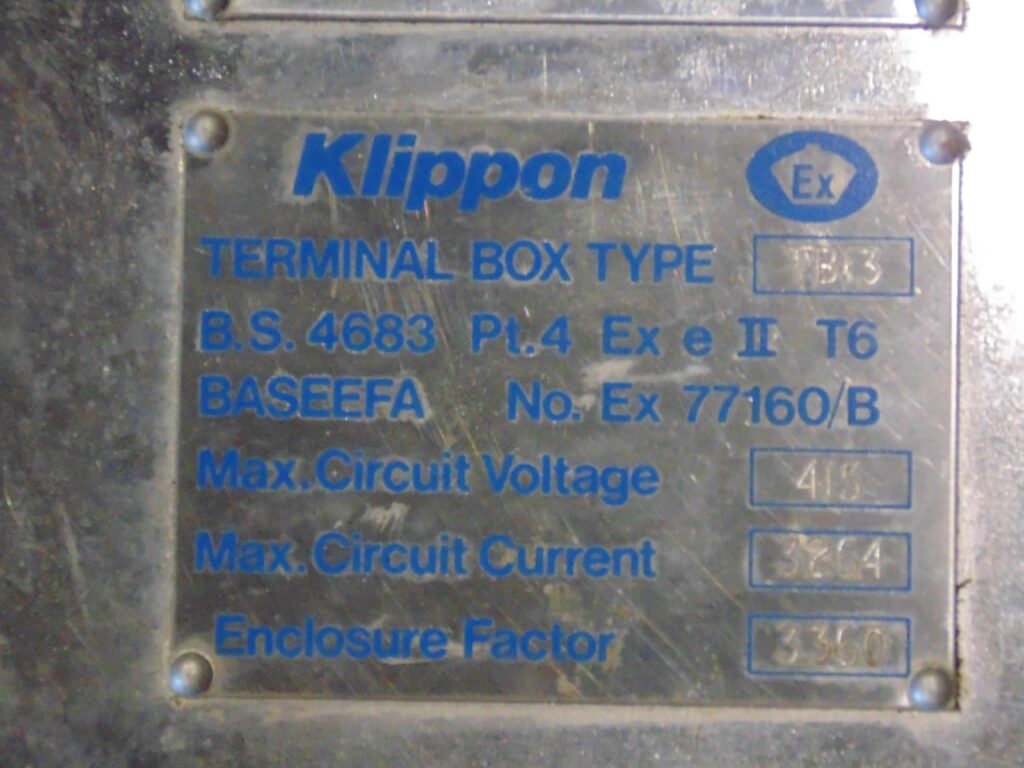 Klippon Ex
TERMINAL BOX TYPE
B.S. 4683 Pt.4 Ex e II T6
BASEEFA No. Ex 77160/B
Max. Circuit Voltage 415
Max. Circuit Current
Enclosure Factor 3360